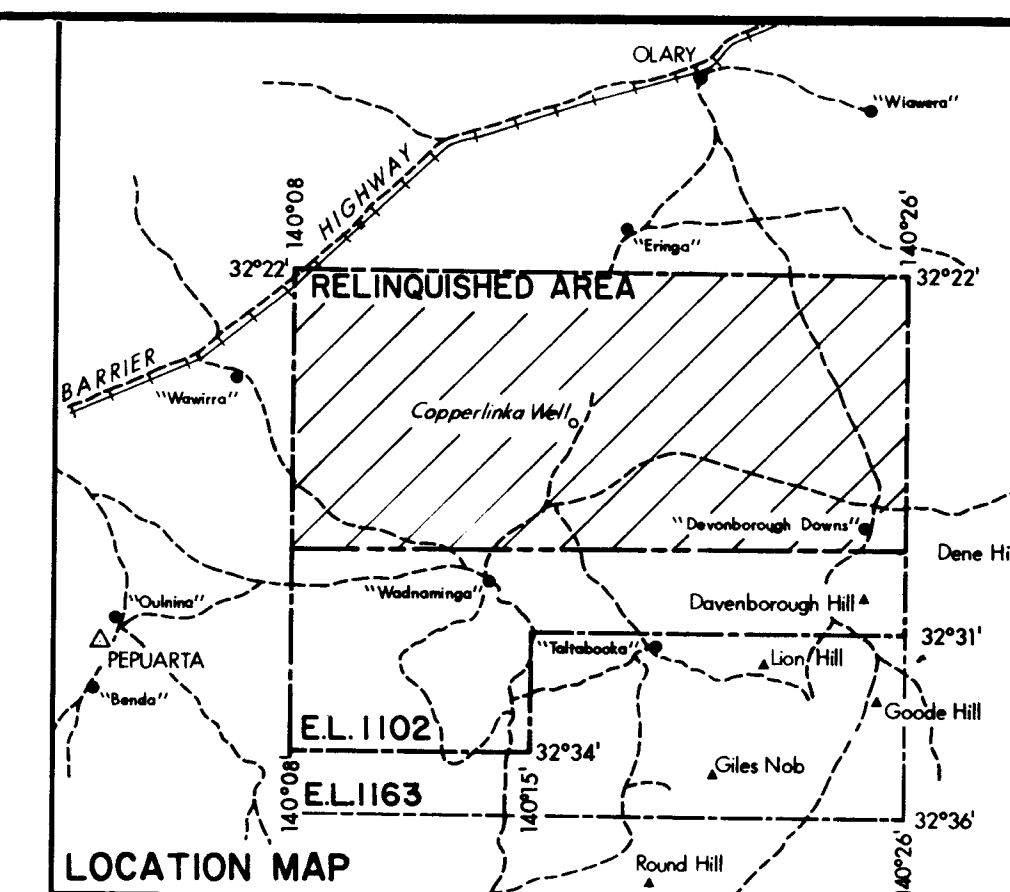 OLARY
"Wiawera"
BARRIER HIGHWAY
140°08
140°26'
"Eringa"
32°22'
32°22'
RELINQUISHED AREA
"Wawirra"
Copperlinka Well
"Devonborough Downs"
Dene Hi
"Wadnaminga"
"Oulnina"
Davenborough Hill
32°31'
"Taltabooka"
PEPUARTA
Lion Hill
"Benda"
Goode Hill
E.L. 1102
32°34'
140°08'
140°15'
Giles Nob
E.L.1163
32°36'
140°26'
LOCATION MAP
Round Hill